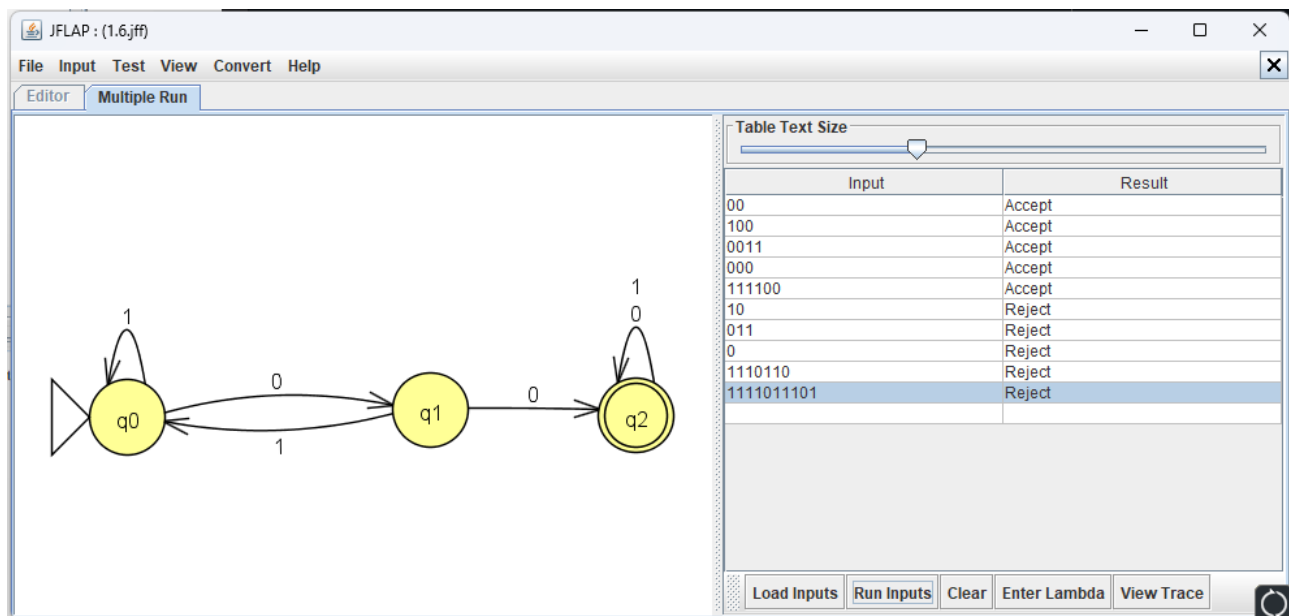 JFLAP : (1.6.jff)
File Input Test View Convert Help
Editor Multiple Run
Table Text Size
Input Result
00 Accept
100 Accept
0011 Accept
000 Accept
111100 Accept
10 Reject
011 Reject
0 Reject
1110110 Reject
1111011101 Reject
1
1
0
0
0
q0
q1
q2
1
Load Inputs Run Inputs Clear Enter Lambda View Trace